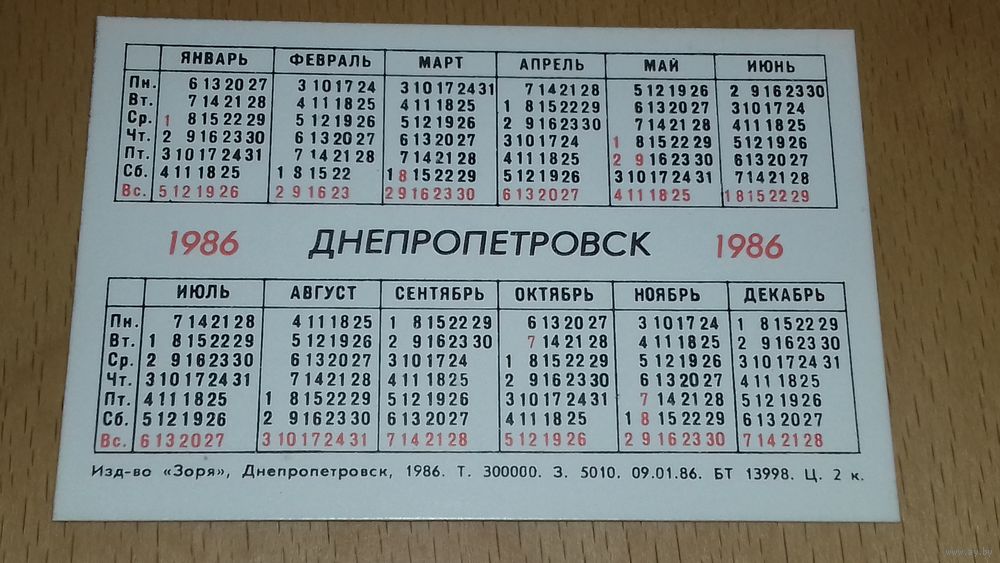 ЯНВАРЬ ФЕВРАЛЬ МАРТ АПРЕЛЬ МАЙ ИЮНЬ
Пн. 6 13 20 27 3 10 17 24 3 10 17 24 31 7 14 21 28 5 12 19 26 2 9 16 23 30
Вт. 7 14 21 28 4 11 18 25 4 11 18 25 1 8 15 22 29 6 13 20 27 3 10 17 24
Ср. 1 8 15 22 29 5 12 19 26 5 12 19 26 2 9 16 23 30 7 14 21 28 4 11 18 25
Чт. 2 9 16 23 30 6 13 20 27 6 13 20 27 3 10 17 24 1 8 15 22 29 5 12 19 26
Пт. 3 10 17 24 31 7 14 21 28 7 14 21 28 4 11 18 25 2 9 16 23 30 6 13 20 27
Сб. 4 11 18 25 1 8 15 22 1 8 15 22 29 5 12 19 26 3 10 17 24 31 7 14 21 28
Вс. 5 12 19 26 2 9 16 23 2 9 16 23 30 6 13 20 27 4 11 18 25 1 8 15 22 29
1986 ДНЕПРОПЕТРОВСК 1986
ИЮЛЬ АВГУСТ СЕНТЯБРЬ ОКТЯБРЬ НОЯБРЬ ДЕКАБРЬ
Пн. 7 14 21 28 4 11 18 25 1 8 15 22 29 6 13 20 27 3 10 17 24 1 8 15 22 29
Вт. 1 8 15 22 29 5 12 19 26 2 9 16 23 30 7 14 21 28 4 11 18 25 2 9 16 23 30
Ср. 2 9 16 23 30 6 13 20 27 3 10 17 24 1 8 15 22 29 5 12 19 26 3 10 17 24 31
Чт. 3 10 17 24 31 7 14 21 28 4 11 18 25 2 9 16 23 30 6 13 20 27 4 11 18 25
Пт. 4 11 18 25 1 8 15 22 29 5 12 19 26 3 10 17 24 31 7 14 21 28 5 12 19 26
Сб. 5 12 19 26 2 9 16 23 30 6 13 20 27 4 11 18 25 1 8 15 22 29 6 13 20 27
Вс. 6 13 20 27 3 10 17 24 31 7 14 21 28 5 12 19 26 2 9 16 23 30 7 14 21 28
Изд-во «Зоря», Днепропетровск, 1986. Т. 300000. З. 5010. 09.01.86. БТ 13998. Ц. 2 к.
www.ay.by